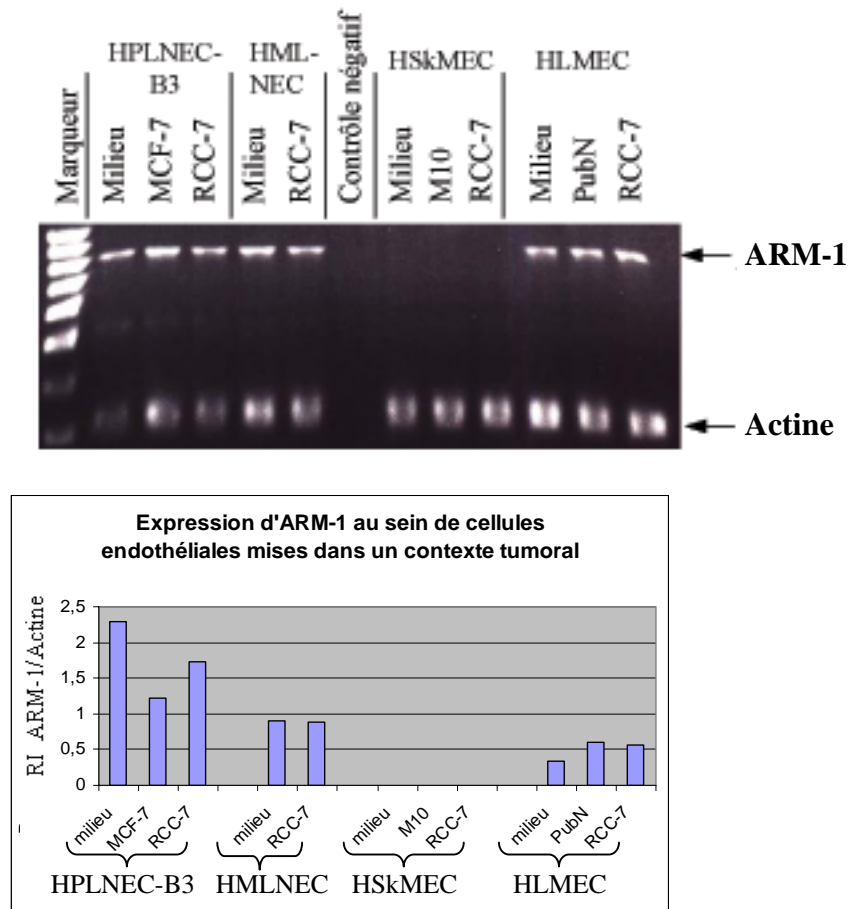 HPLNEC-
B3
HML-
NEC
HSkMEC
HLMEC
Marqueur
Milieu
MCF-7
RCC-7
Milieu
RCC-7
Contrôle négatif
Milieu
M10
RCC-7
Milieu
PubN
RCC-7
ARM-1
Actine
Expression d'ARM-1 au sein de cellules
endothéliales mises dans un contexte tumoral
RI ARM-1/Actine
2,5
2
1,5
1
0,5
0
milieu
MCF-7
RCC-7
milieu
RCC-7
milieu
M10
RCC-7
milieu
PubN
RCC-7
HPLNEC-B3
HMLNEC
HSkMEC
HLMEC